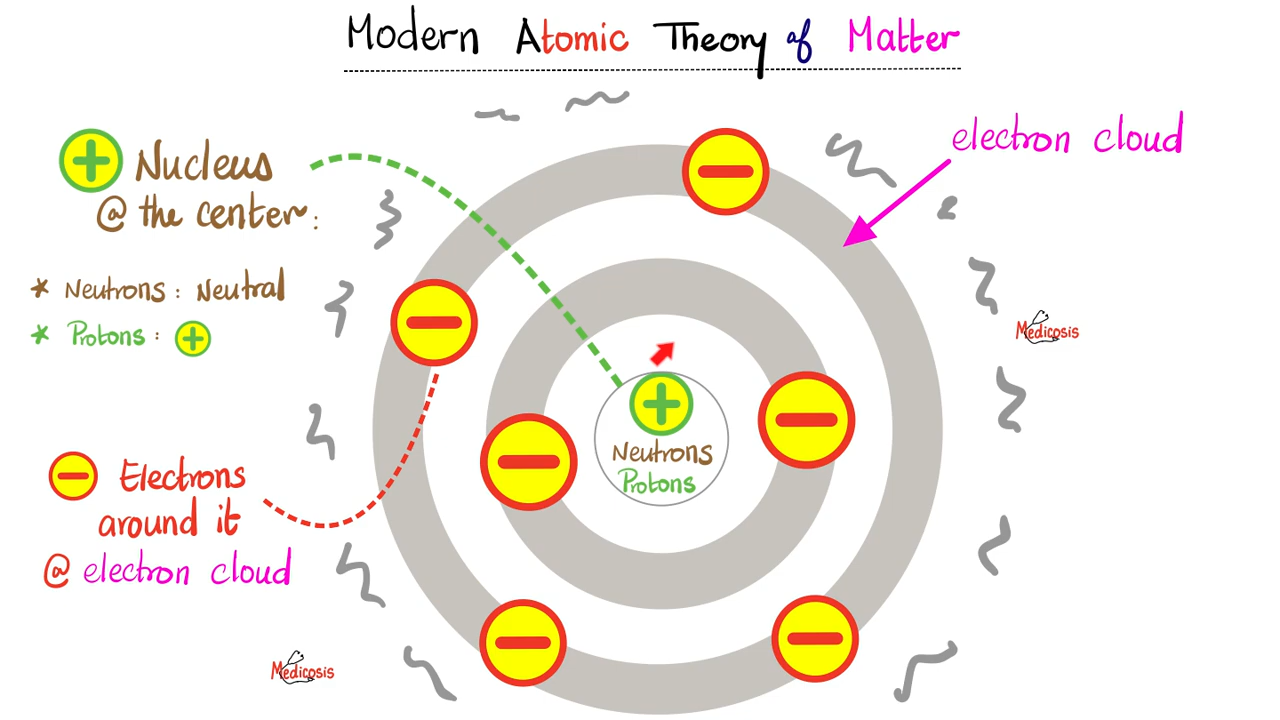 Modern Atomic Theory of Matter
electron cloud
+ Nucleus
@ the center:
* Neutrons: Neutral
* Protons: +
Medicosis
+
Neutrons
Protons
- Electrons
around it
@ electron cloud
Medicosis